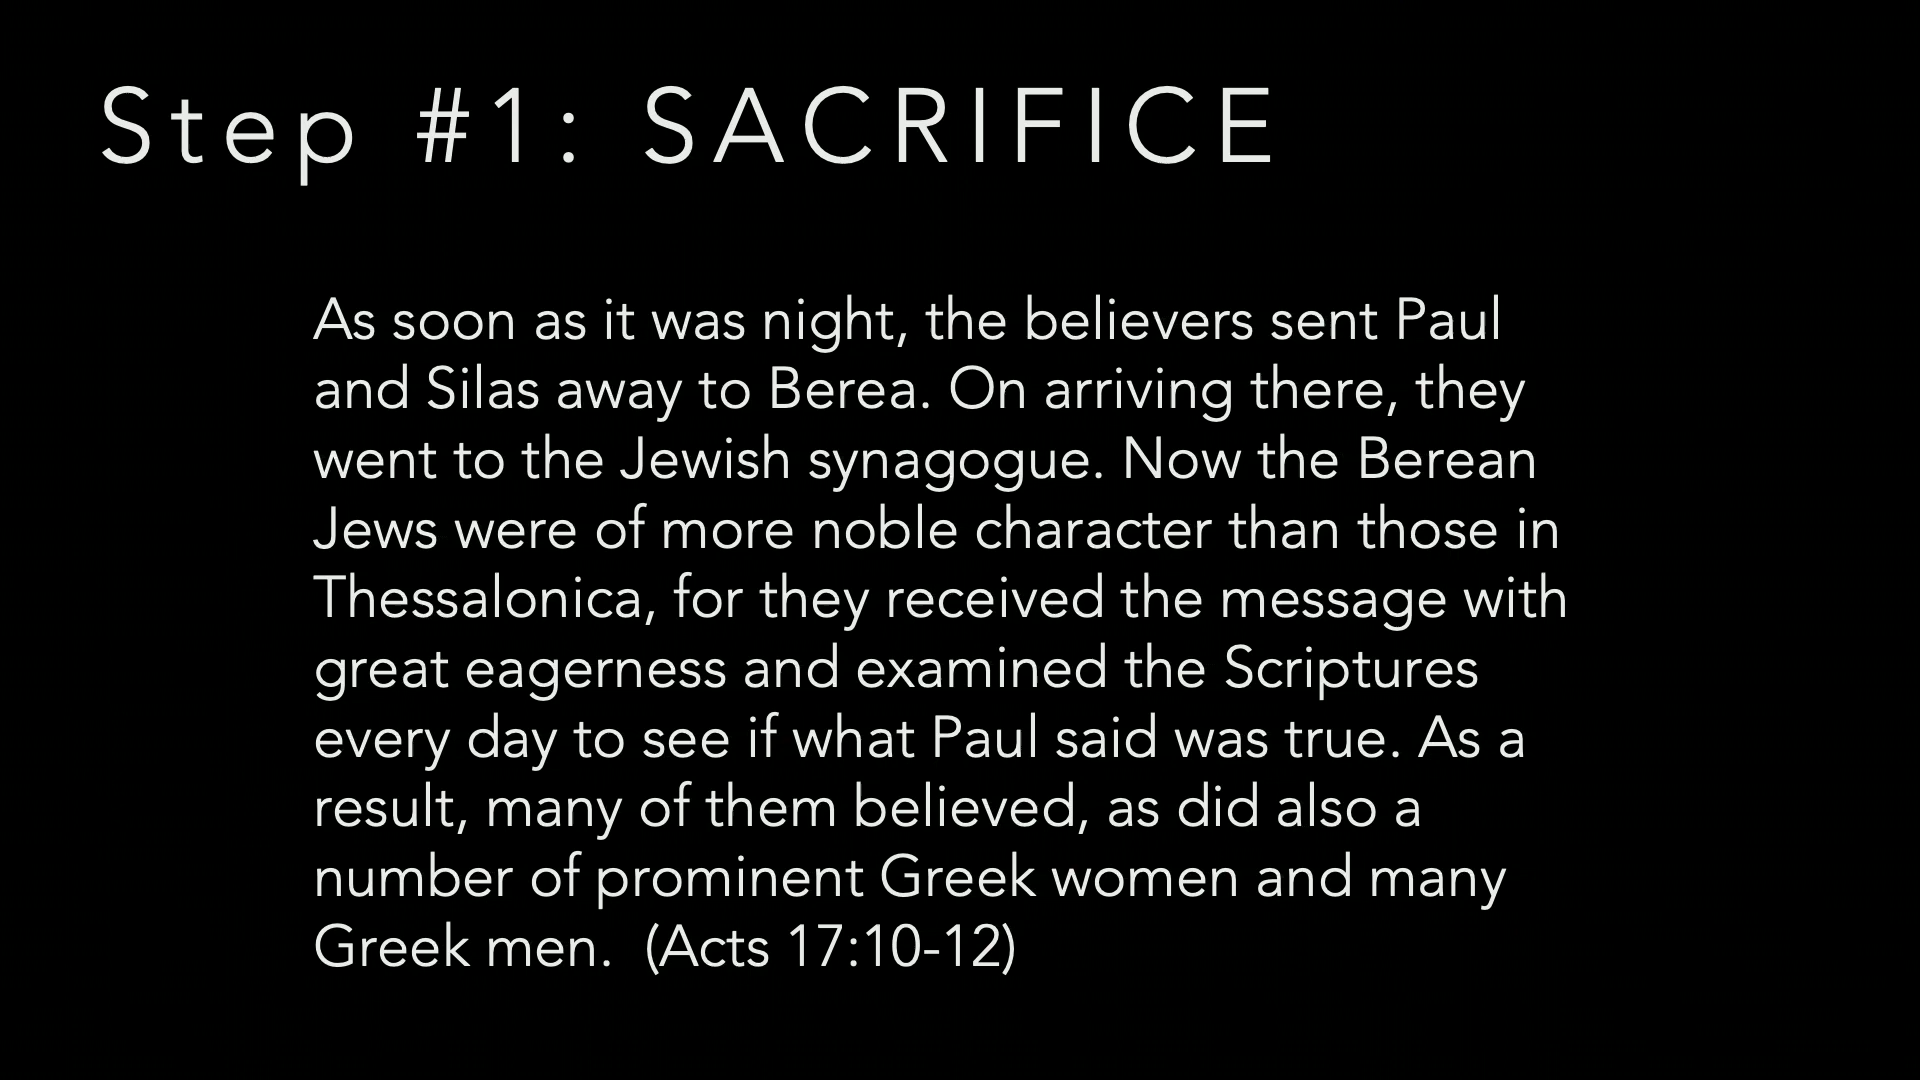 Step #1: SACRIFICE
As soon as it was night, the believers sent Paul
and Silas away to Berea. On arriving there, they
went to the Jewish synagogue. Now the Berean
Jews were of more noble character than those in
Thessalonica, for they received the message with
great eagerness and examined the Scriptures
every day to see if what Paul said was true. As a
result, many of them believed, as did also a
number of prominent Greek women and many
Greek men.  (Acts 17:10-12)